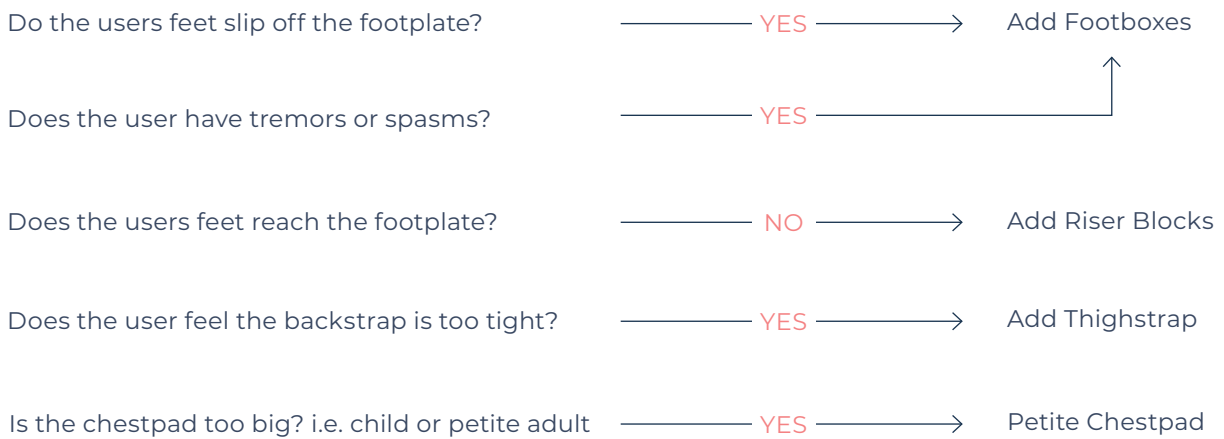 Do the users feet slip off the footplate? YES Add Footboxes
Does the user have tremors or spasms? YES
Does the users feet reach the footplate? NO Add Riser Blocks
Does the user feel the backstrap is too tight? YES Add Thighstrap
Is the chestpad too big? i.e. child or petite adult YES Petite Chestpad